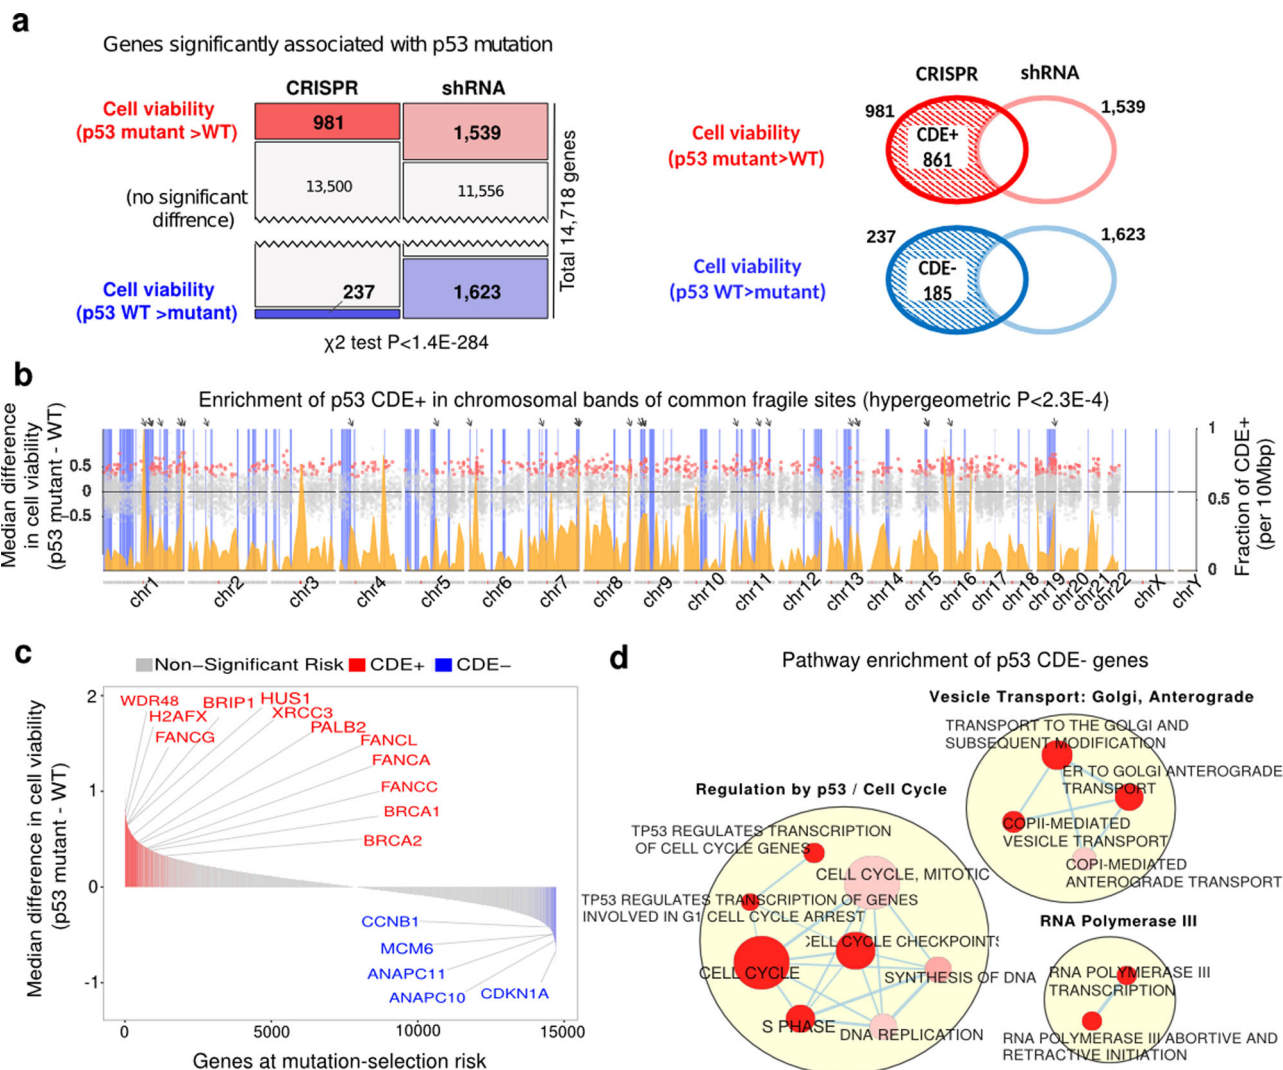 a
Genes significantly associated with p53 mutation
CRISPR
shRNA
Cell viability
(p53 mutant >WT)
981
1,539
(no significant
diffrence)
13,500
11,556
Cell viability
(p53 WT >mutant)
237
1,623
Total 14,718 genes
χ2 test P<1.4E-284
CRISPR
shRNA
981
1,539
Cell viability
(p53 mutant>WT)
CDE+
861
237
1,623
Cell viability
(p53 WT>mutant)
CDE-
185
b
Enrichment of p53 CDE+ in chromosomal bands of common fragile sites (hypergeometric P<2.3E-4)
Median difference
in cell viability
(p53 mutant - WT)
0.5
0
−0.5
1
0.5
0
Fraction of CDE+
(per 10Mbp)
chr1
chr2
chr3
chr4
chr5
chr6
chr7
chr8
chr9
chr10
chr11
chr12
chr13
chr14
chr15
chr16
chr17
chr18
chr19
chr20
chr21
chr22
chrX
chrY
c
Non−Significant Risk CDE+ CDE−
Median difference in cell viability
(p53 mutant - WT)
2
1
0
-1
WDR48
H2AFX
FANCG
BRIP1
HUS1
XRCC3
PALB2
FANCL
FANCA
FANCC
BRCA1
BRCA2
CCNB1
MCM6
ANAPC11
ANAPC10
CDKN1A
0
5000
10000
15000
Genes at mutation-selection risk
d
Pathway enrichment of p53 CDE- genes
Vesicle Transport: Golgi, Anterograde
TRANSPORT TO THE GOLGI AND
SUBSEQUENT MODIFICATION
ER TO GOLGI ANTEROGRADE
TRANSPORT
COPII-MEDIATED
VESICLE TRANSPORT
COPI-MEDIATED
ANTEROGRADE TRANSPORT
Regulation by p53 / Cell Cycle
TP53 REGULATES TRANSCRIPTION
OF CELL CYCLE GENES
CELL CYCLE, MITOTIC
TP53 REGULATES TRANSCRIPTION OF GENES
INVOLVED IN G1 CELL CYCLE ARREST
CELL CYCLE CHECKPOINTS
CELL CYCLE
SYNTHESIS OF DNA
S PHASE
DNA REPLICATION
RNA Polymerase III
RNA POLYMERASE III
TRANSCRIPTION
RNA POLYMERASE III ABORTIVE AND
RETRACTIVE INITIATION